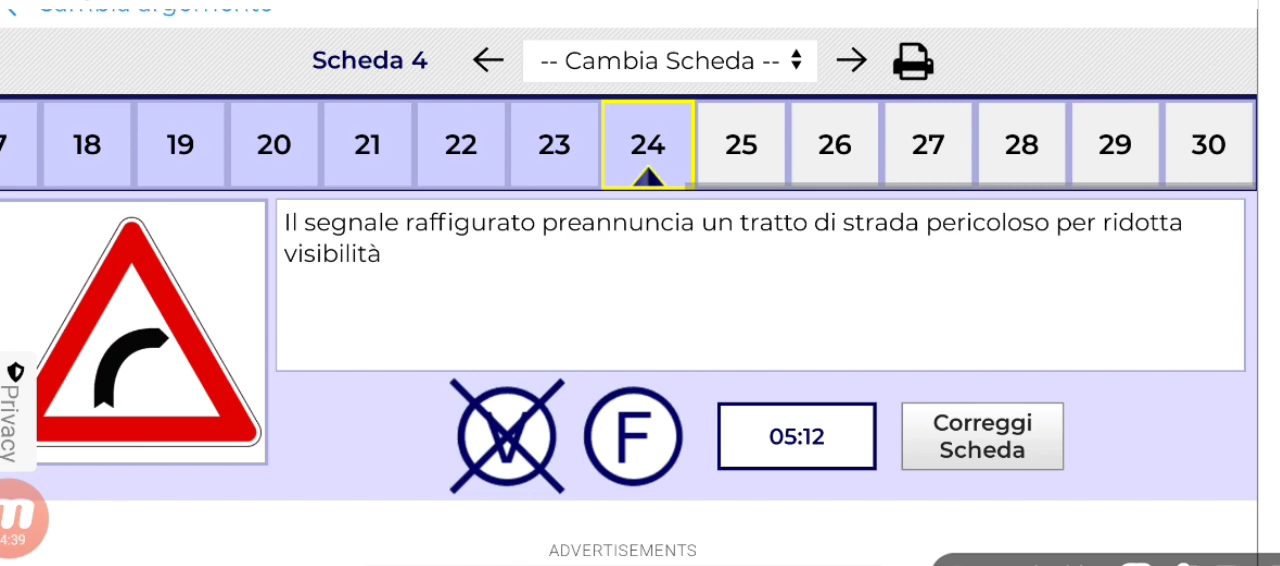 Scheda 4
-- Cambia Scheda --
18 19 20 21 22 23 24 25 26 27 28 29 30
Il segnale raffigurato preannuncia un tratto di strada pericoloso per ridotta
visibilità
V F
05:12
Correggi
Scheda
Privacy
4:39
ADVERTISEMENTS